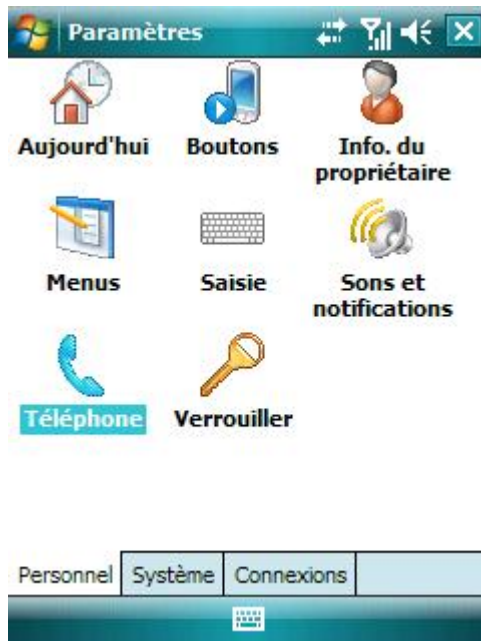 Paramètres
Aujourd'hui
Boutons
Info. du
propriétaire
Menus
Saisie
Sons et
notifications
Téléphone
Verrouiller
Personnel Système Connexions